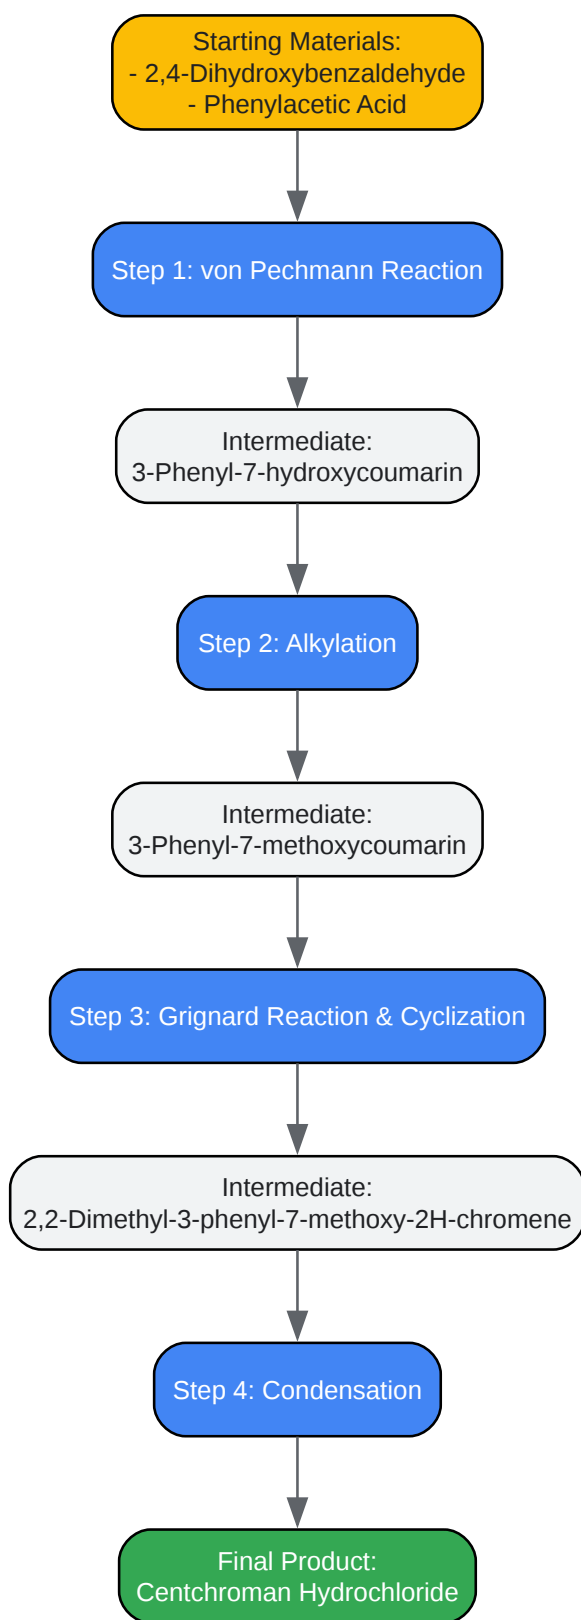 Starting Materials:
- 2,4-Dihydroxybenzaldehyde
- Phenylacetic Acid
Step 1: von Pechmann Reaction
Intermediate:
3-Phenyl-7-hydroxycoumarin
Step 2: Alkylation
Intermediate:
3-Phenyl-7-methoxycoumarin
Step 3: Grignard Reaction & Cyclization
Intermediate:
2,2-Dimethyl-3-phenyl-7-methoxy-2H-chromene
Step 4: Condensation
Final Product:
Centchroman Hydrochloride